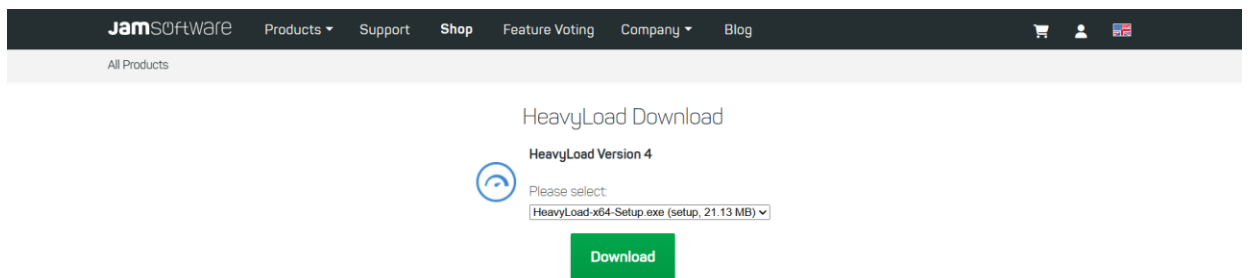 Jamsoftware Products Support Shop Feature Voting Company Blog
All Products
HeavyLoad Download
HeavyLoad Version 4
Please select:
HeavyLoad-x64-Setup.exe (setup, 21.13 MB)
Download